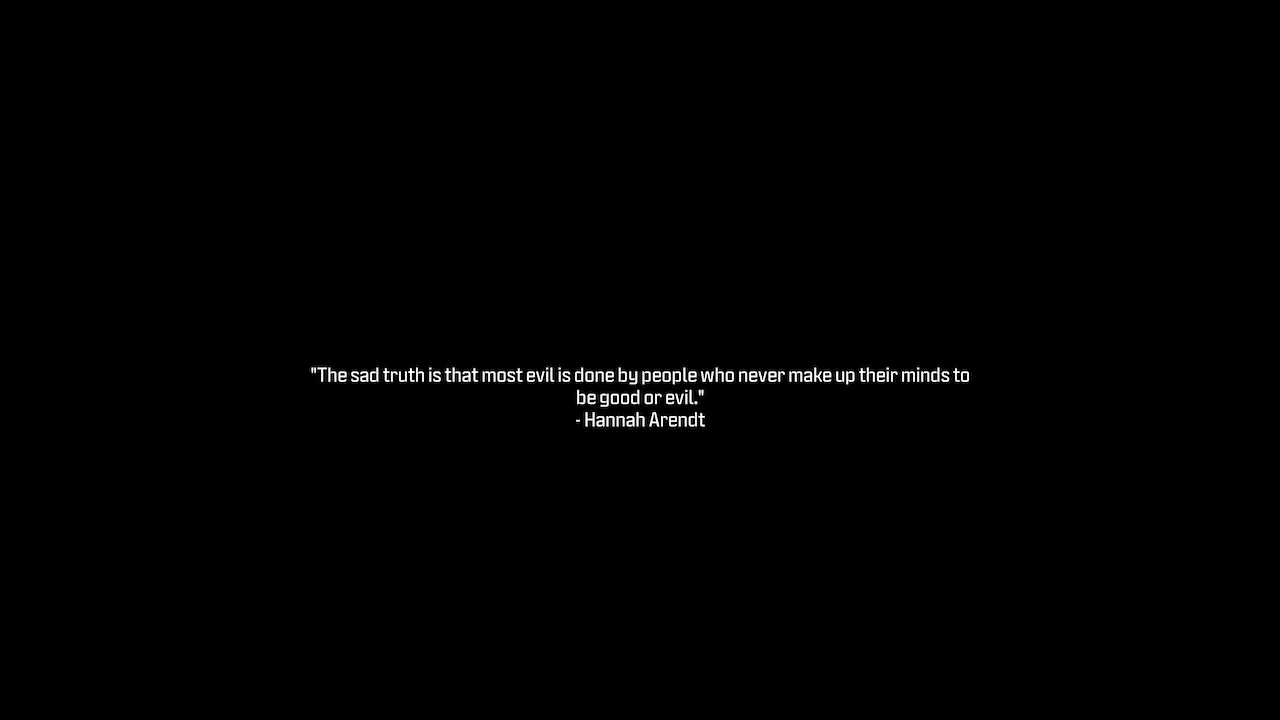 "The sad truth is that most evil is done by people who never make up their minds to
be good or evil."
- Hannah Arendt